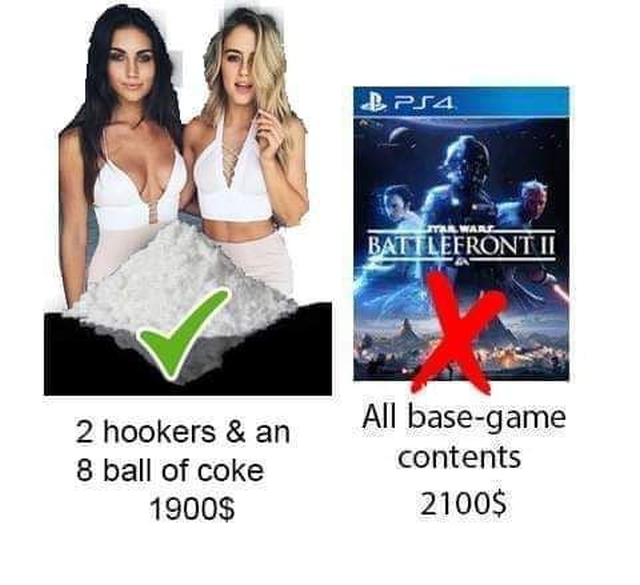 PS4
STAR WARS
BATTLEFRONT II
EA
2 hookers & an
8 ball of coke
1900$
All base-game
contents
2100$